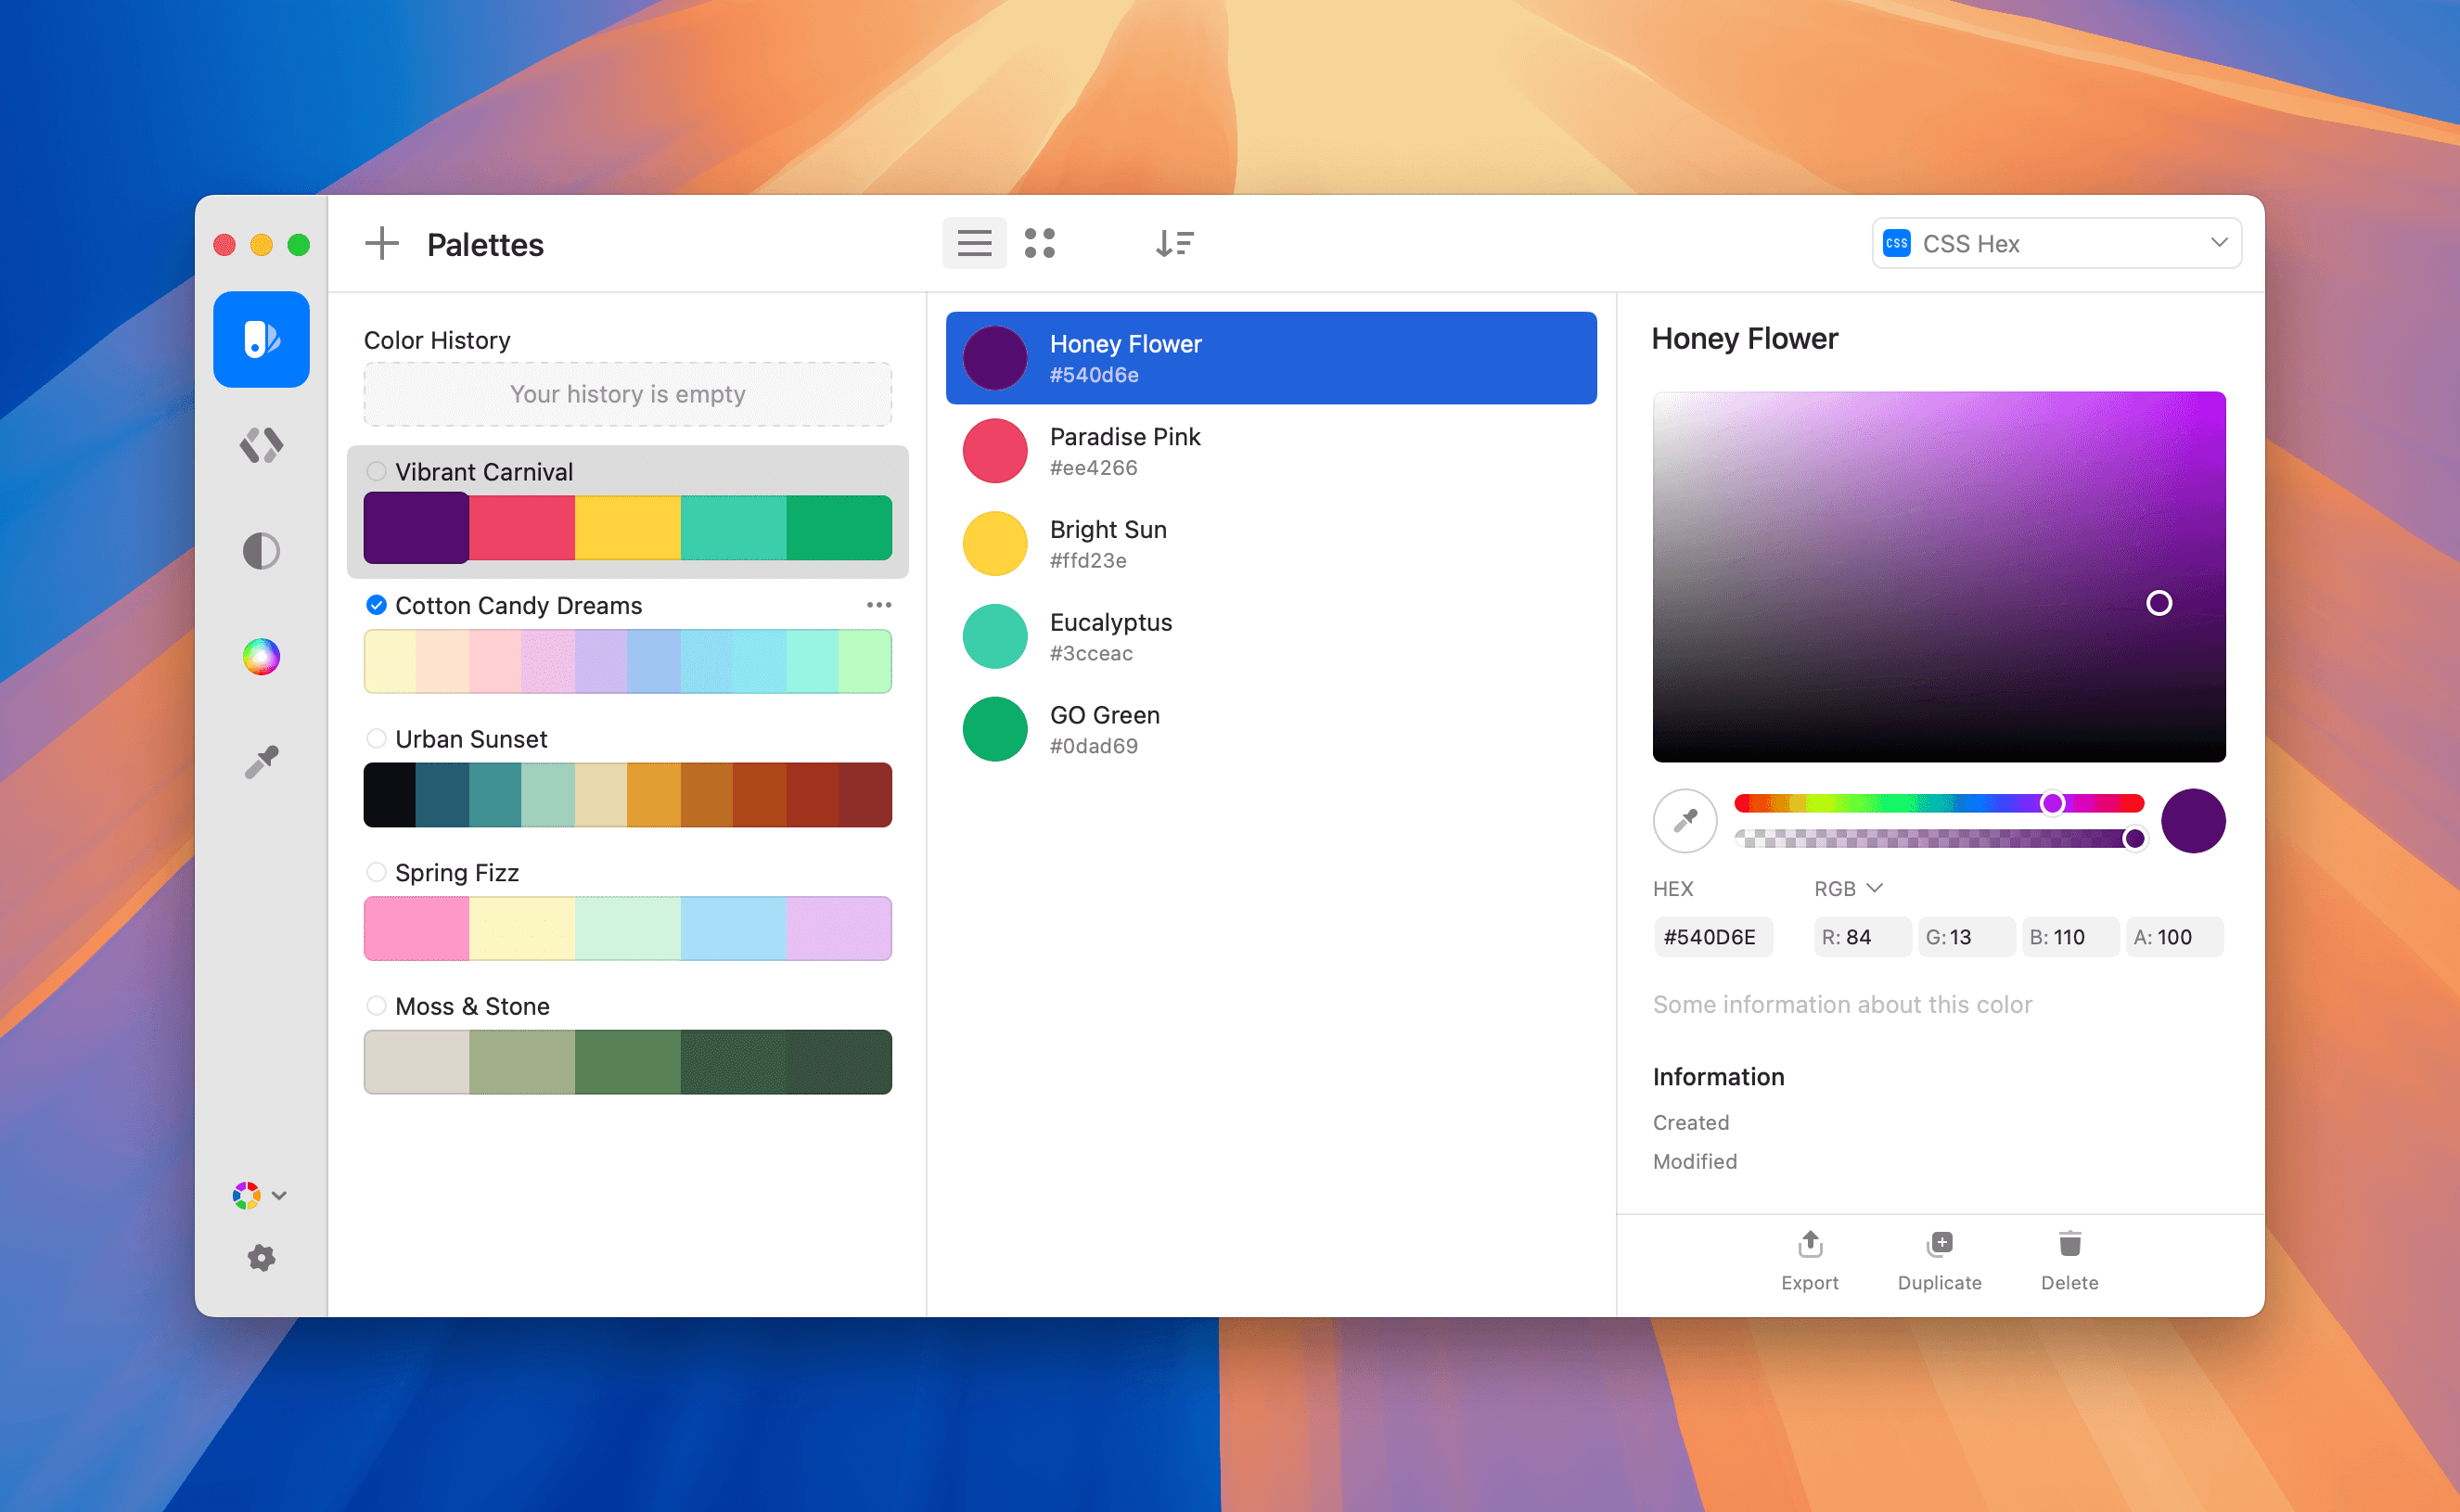 Palettes
CSS CSS Hex
Color History
Your history is empty
Vibrant Carnival
Cotton Candy Dreams
Urban Sunset
Spring Fizz
Moss & Stone
Honey Flower
#540d6e
Paradise Pink
#ee4266
Bright Sun
#ffd23e
Eucalyptus
#3cceac
GO Green
#0dad69
Honey Flower
HEX RGB
#540D6E R: 84 G: 13 B: 110 A: 100
Some information about this color
Information
Created
Modified
Export Duplicate Delete